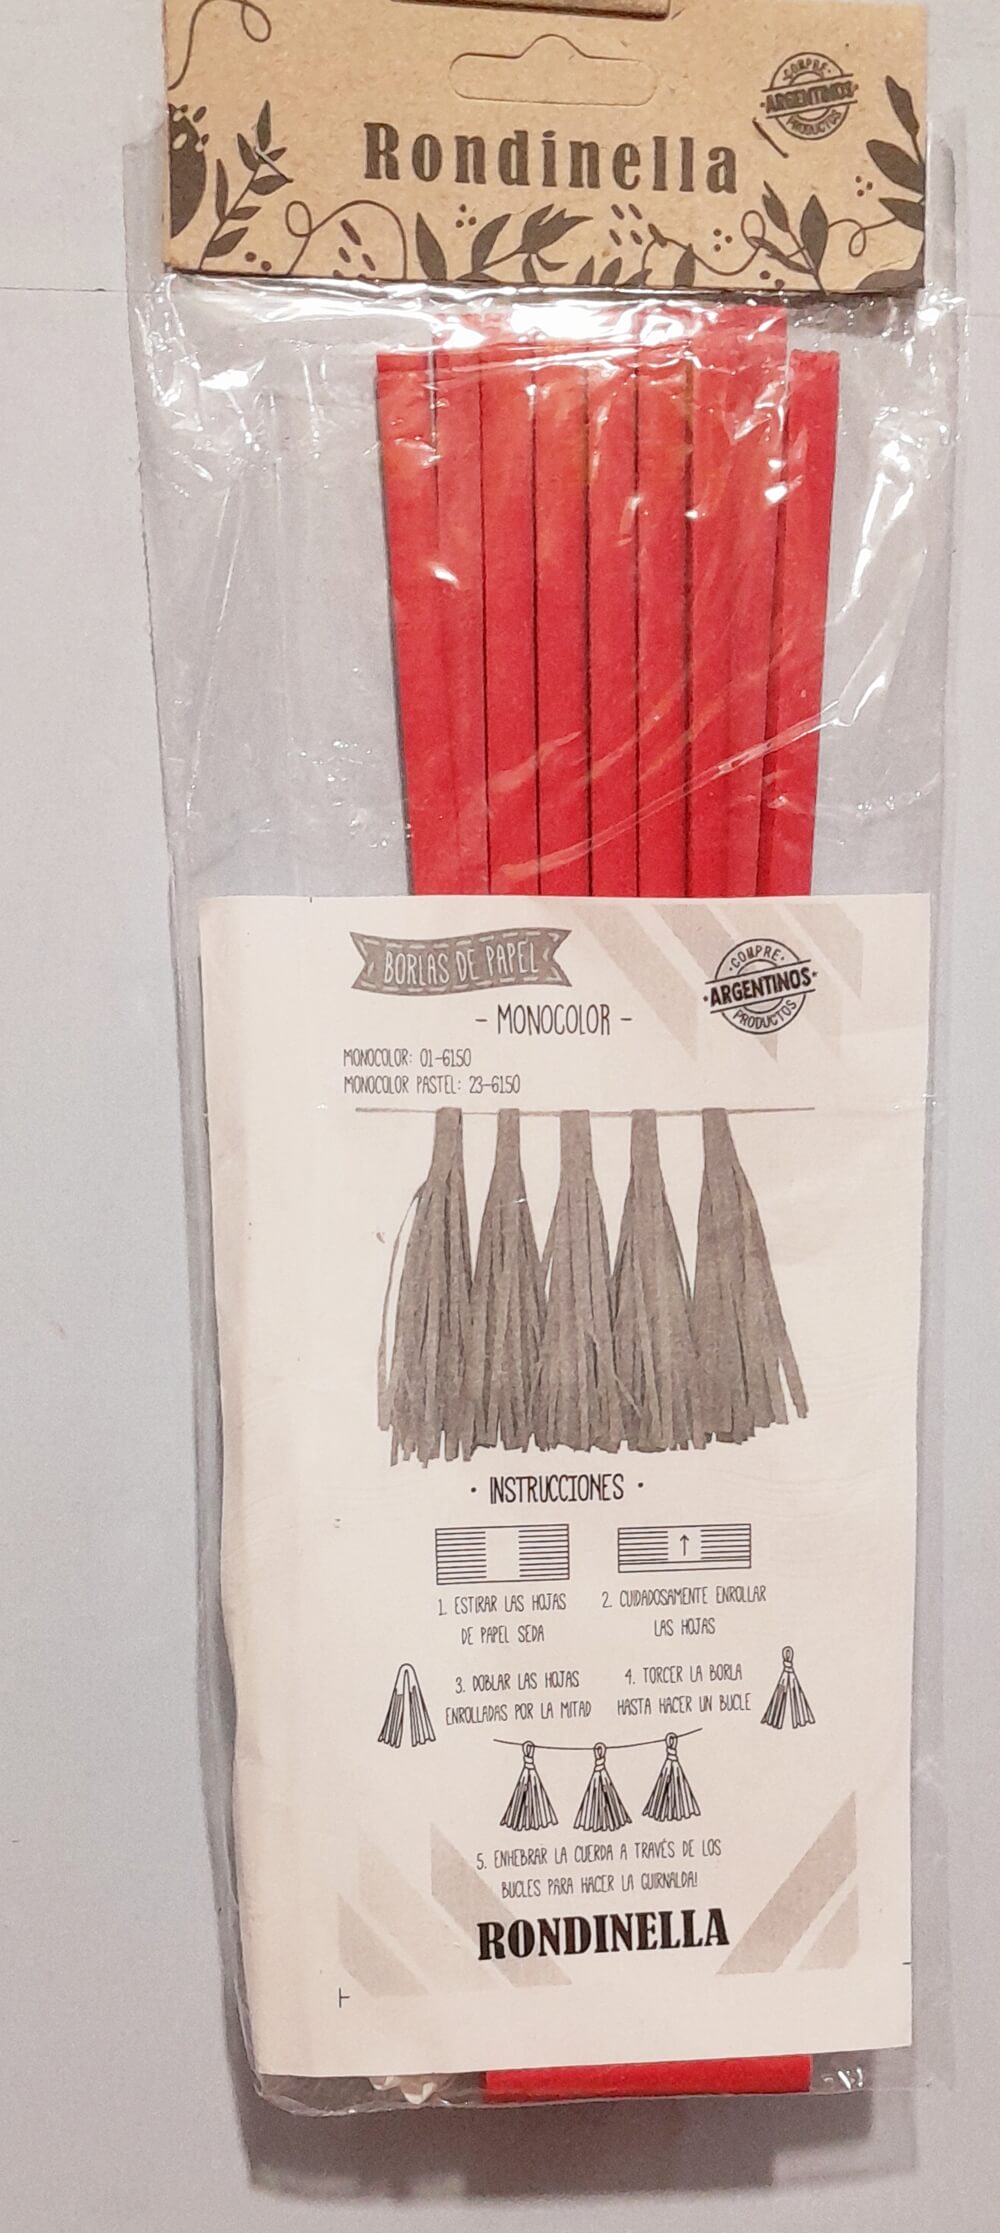 COMPRE
ARGENTINOS
PRODUCTOS
Rondinella
BORLAS DE PAPEL
COMPRE
ARGENTINOS
PRODUCTOS
- MONOCOLOR -
MONOCOLOR: 01-6150
MONOCOLOR PASTEL: 23-6150
· INSTRUCCIONES ·
1. ESTIRAR LAS HOJAS
DE PAPEL SEDA
2. CUIDADOSAMENTE ENROLLAR
LAS HOJAS
3. DOBLAR LAS HOJAS
ENROLLADAS POR LA MITAD
4. TORCER LA BORLA
HASTA HACER UN BUCLE
5. ENHEBRAR LA CUERDA A TRAVÉS DE LOS
BUCLES PARA HACER LA GUIRNALDA!
RONDINELLA